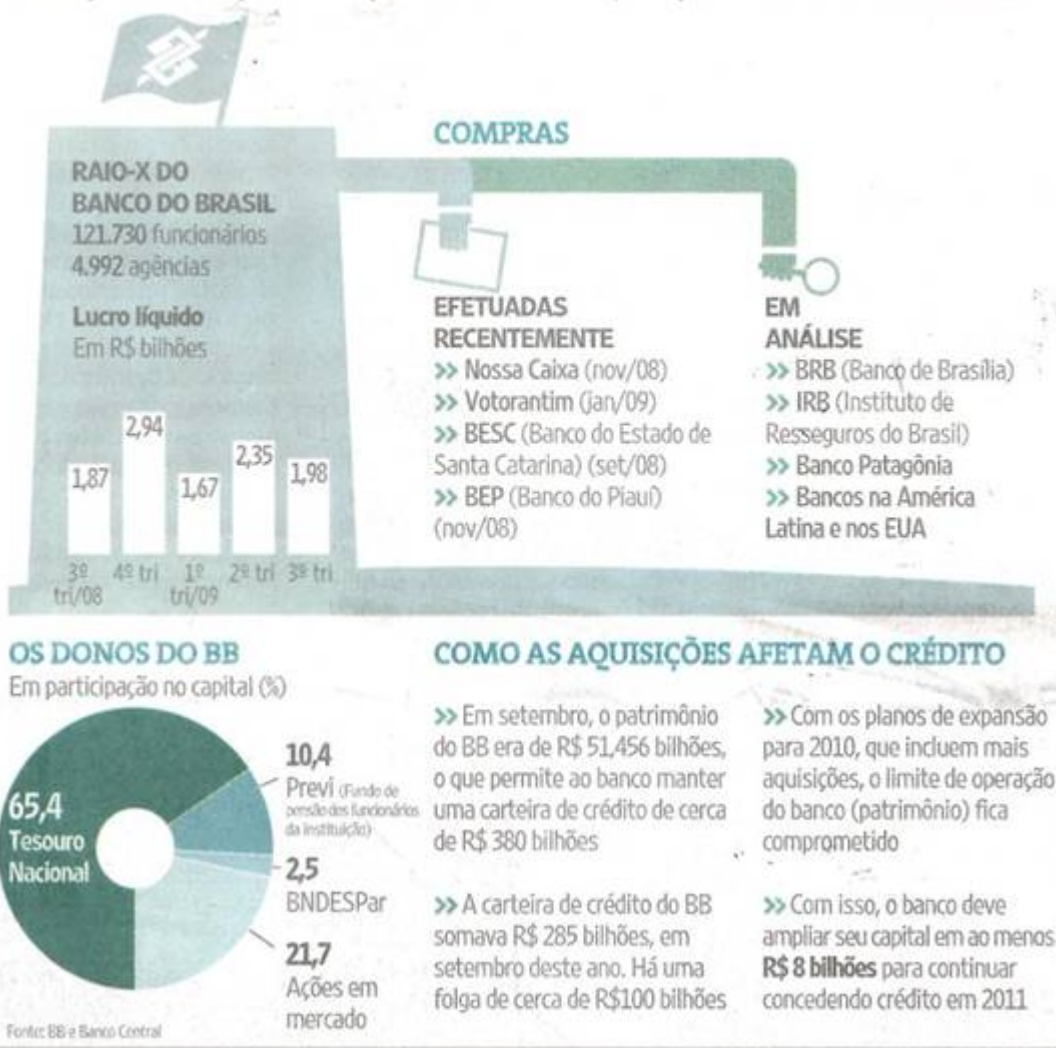 RAIO-X DO
BANCO DO BRASIL
121.730 funcionários
4.992 agências
Lucro líquido
Em R$ bilhões
1,87
2,94
1,67
2,35
1,98
3º
tri/08
4º tri
1º
tri/09
2º tri
3º tri
COMPRAS
EFETUADAS
RECENTEMENTE
>> Nossa Caixa (nov/08)
>> Votorantim (jan/09)
>> BESC (Banco do Estado de
Santa Catarina) (set/08)
>> BEP (Banco do Piauí)
(nov/08)
EM
ANÁLISE
>> BRB (Banco de Brasília)
>> IRB (Instituto de
Resseguros do Brasil)
>> Banco Patagônia
>> Bancos na América
Latina e nos EUA
OS DONOS DO BB
Em participação no capital (%)
65,4
Tesouro
Nacional
10,4
Previ (Fundo de
pensão dos funcionários
da instituição)
2,5
BNDESPar
21,7
Ações em
mercado
Fonte: BB e Banco Central
COMO AS AQUISIÇÕES AFETAM O CRÉDITO
>> Em setembro, o patrimônio
do BB era de R$ 51,456 bilhões,
o que permite ao banco manter
uma carteira de crédito de cerca
de R$ 380 bilhões
>> A carteira de crédito do BB
somava R$ 285 bilhões, em
setembro deste ano. Há uma
folga de cerca de R$100 bilhões
>> Com os planos de expansão
para 2010, que incluem mais
aquisições, o limite de operação
do banco (patrimônio) fica
comprometido
>> Com isso, o banco deve
ampliar seu capital em ao menos
R$ 8 bilhões para continuar
concedendo crédito em 2011